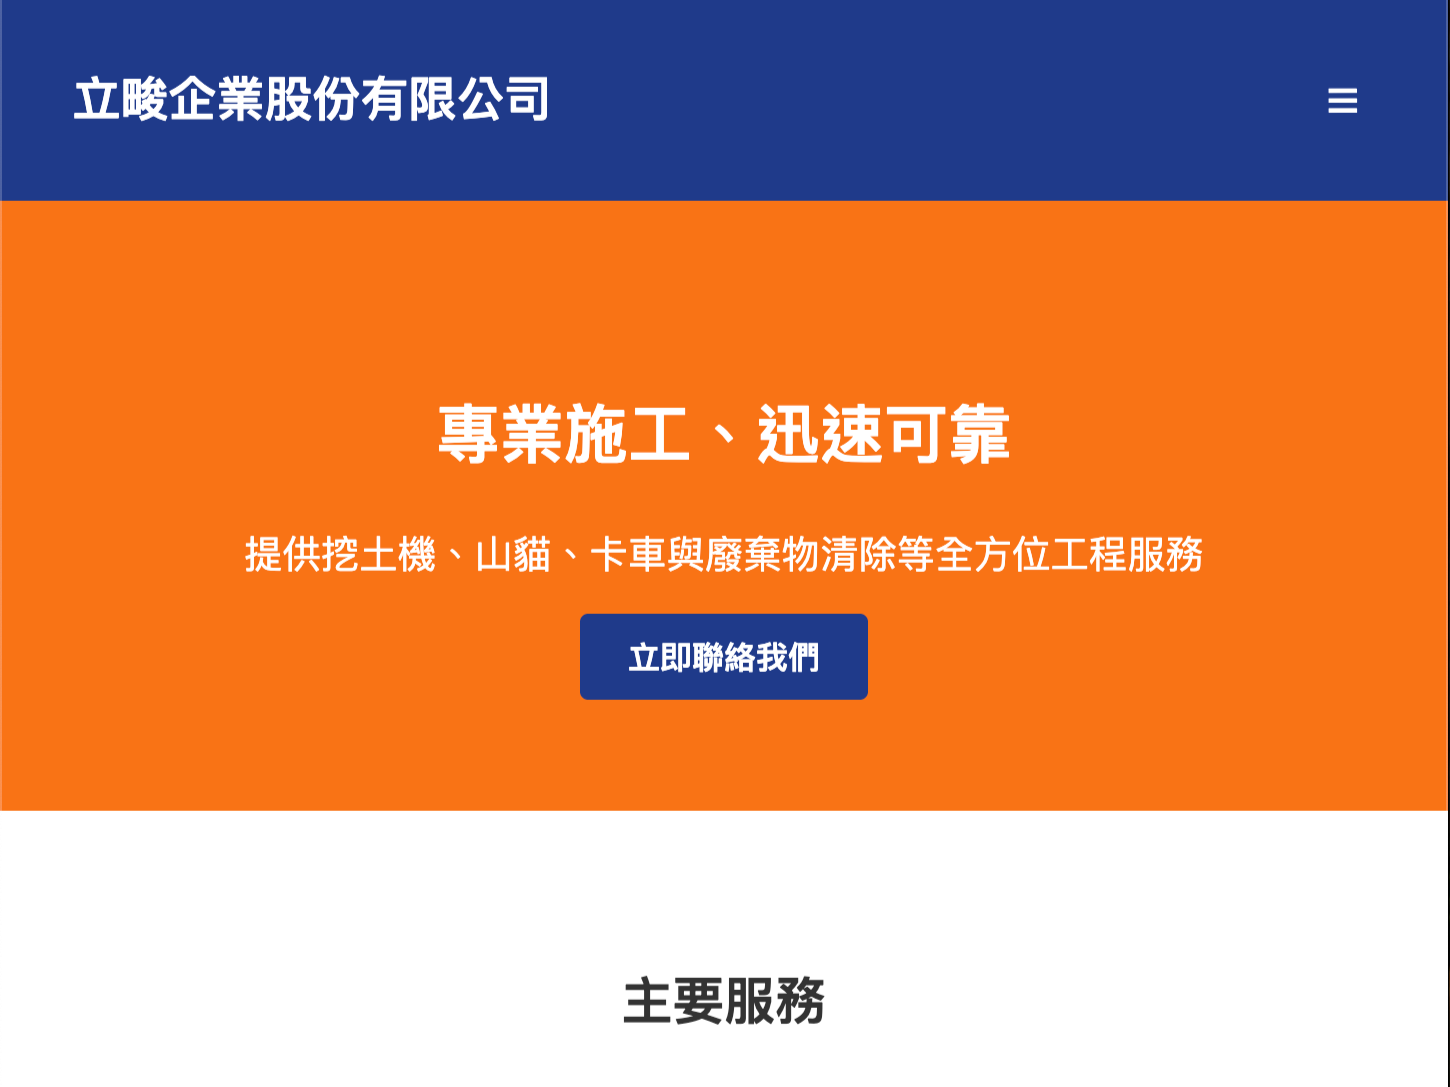 立畯企業股份有限公司
專業施工、迅速可靠
提供挖土機、山貓、卡車與廢棄物清除等全方位工程服務
立即聯絡我們
主要服務